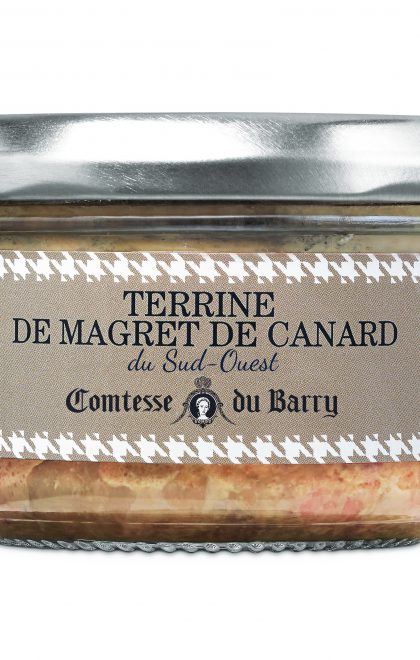 TERRINE
DE MAGRET DE CANARD
du Sud-Ouest
Comtesse du Barry